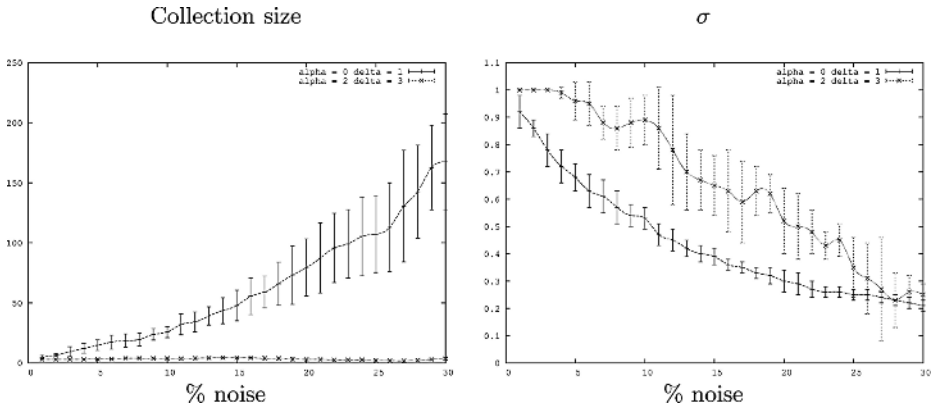 Collection size
σ
250
200
150
100
50
0
alpha = 0 delta = 1
alpha = 2 delta = 3
0 5 10 15 20 25 30
% noise
1.1
1
0.9
0.8
0.7
0.6
0.5
0.4
0.3
0.2
0.1
0
alpha = 0 delta = 1
alpha = 2 delta = 3
0 5 10 15 20 25 30
% noise